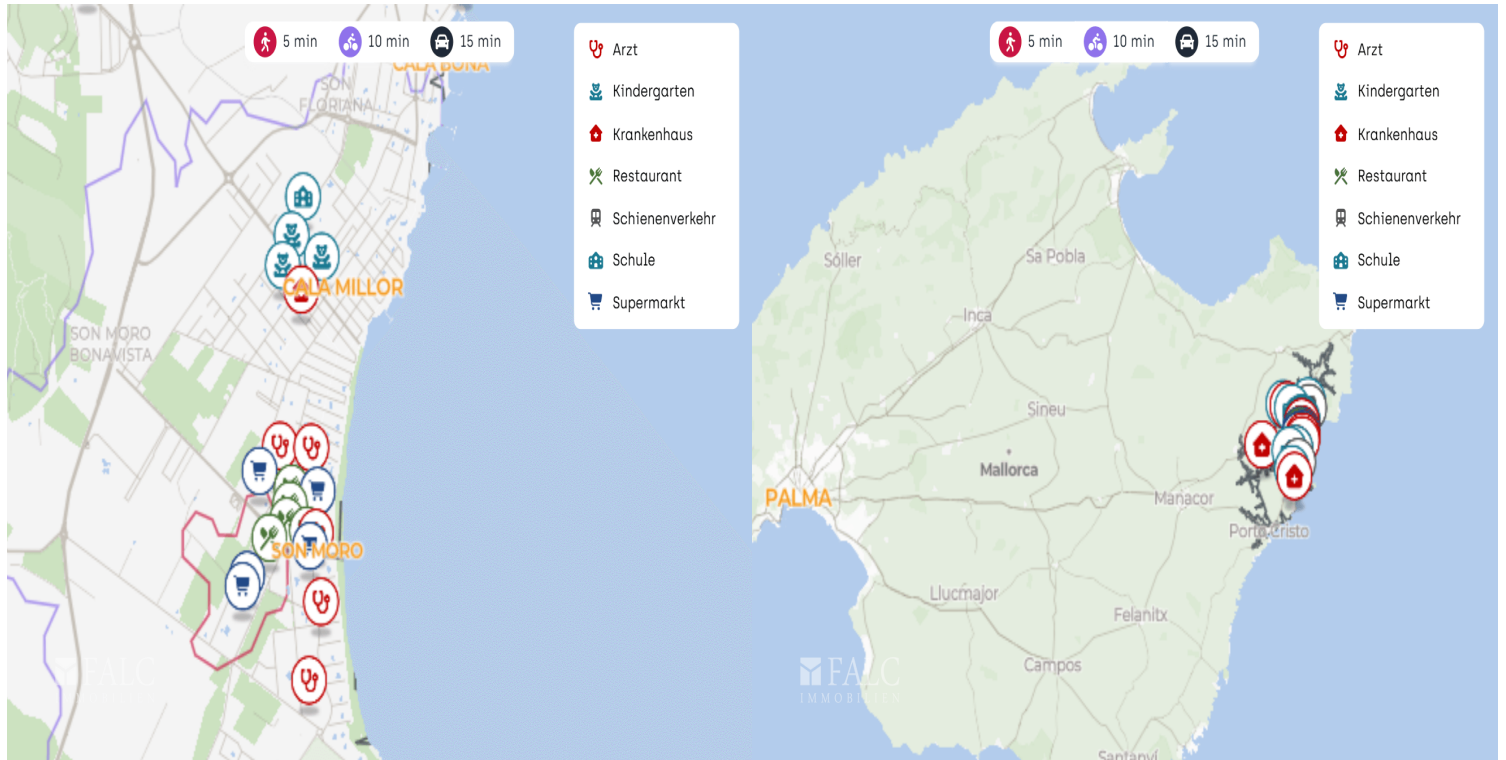 5 min
10 min
15 min
CALA BONA
SON
FLORIANA
CALA MILLOR
SON MORO
BONAVISTA
SON MORO
FALC
Arzt
Kindergarten
Krankenhaus
Restaurant
Schienenverkehr
Schule
Supermarkt
5 min
10 min
15 min
Sóller
Sa Pobla
Inca
Sineu
Mallorca
PALMA
Manacor
Porto Cristo
Llucmajor
Felanitx
Campos
Santanyí
FALC
IMMOBILIEN
Arzt
Kindergarten
Krankenhaus
Restaurant
Schienenverkehr
Schule
Supermarkt